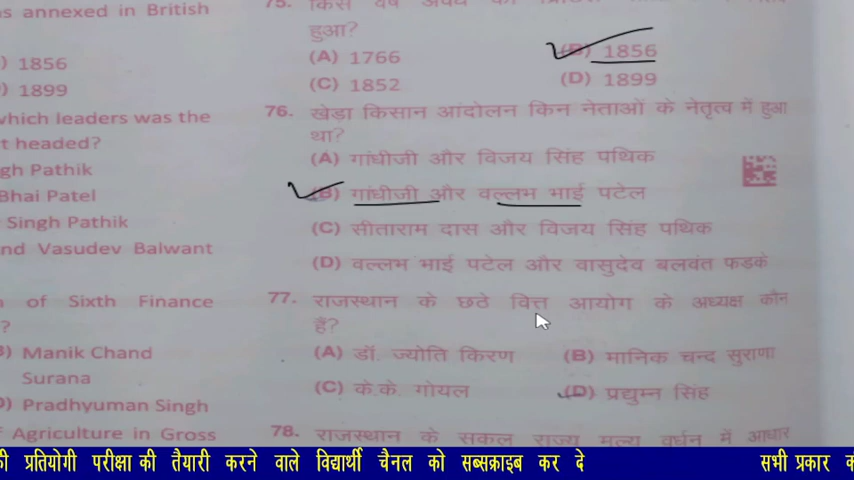 s annexed in British
) 1856
) 1899
which leaders was the
t headed?
gh Pathik
Bhai Patel
Singh Pathik
nd Vasudev Balwant
of Sixth Finance
?
) Manik Chand
Surana
) Pradhyuman Singh
f Agriculture in Gross
75.
हुआ?
(A) 1766
(B) 1856
(C) 1852
(D) 1899
76. खेड़ा किसान आंदोलन किन नेताओं के नेतृत्व में हुआ
था?
(A) गांधीजी और विजय सिंह पथिक
(B) गांधीजी और वल्लभ भाई पटेल
(C) सीताराम दास और विजय सिंह पथिक
(D) वल्लभ भाई पटेल और वासुदेव बलवंत फडके
77. राजस्थान के छठे वित्त आयोग के अध्यक्ष कौन
हैं?
(A) डॉ. ज्योति किरण (B) मानिक चन्द सुराणा
(C) के.के. गोयल (D) प्रद्युम्न सिंह
78. राजस्थान के सकल राज्य मूल्य वर्धन में आधार
की प्रतियोगी परीक्षा की तैयारी करने वाले विद्यार्थी चैनल को सब्सक्राइब कर दे सभी प्रकार